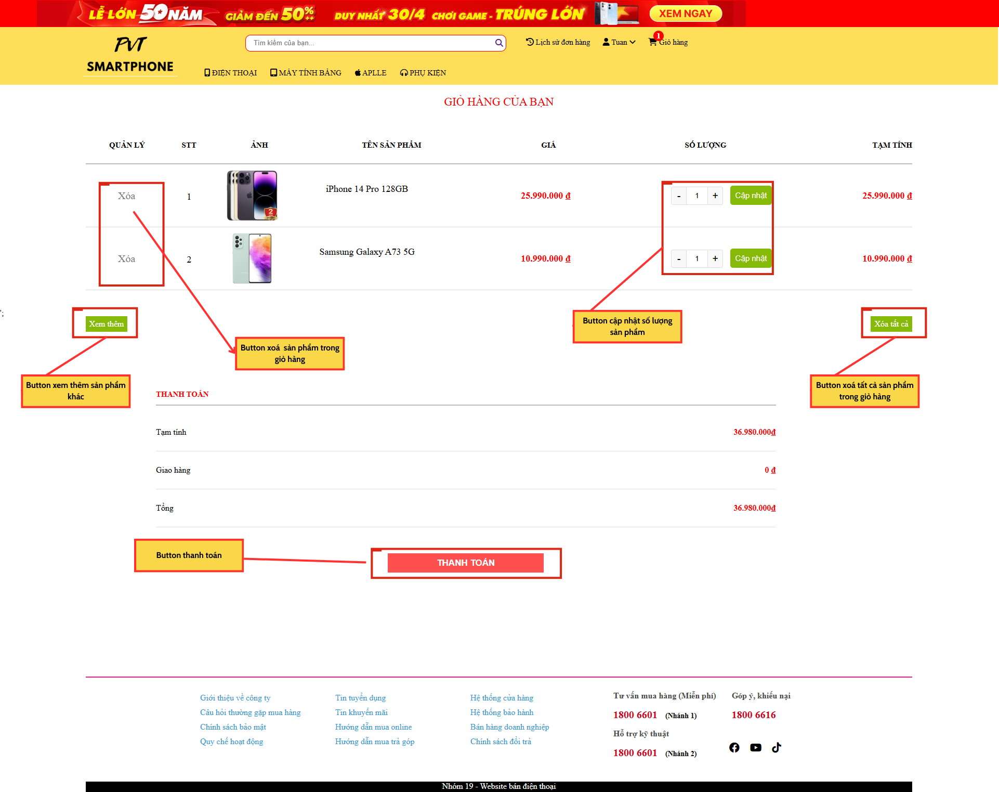 LỄ LỚN 50 NĂM GIẢM ĐẾN 50%++ DUY NHẤT 30/4 CHƠI GAME - TRÚNG LỚN XEM NGAY
PVT
SMARTPHONE
Tìm kiếm của bạn...
Lịch sử đơn hàng
Tuan
1
Giỏ hàng
ĐIỆN THOẠI
MÁY TÍNH BẢNG
APLLE
PHỤ KIỆN
GIỎ HÀNG CỦA BẠN
QUẢN LÝ STT ẢNH TÊN SẢN PHẨM GIÁ SỐ LƯỢNG TẠM TÍNH
Xóa 1 iPhone 14 Pro 128GB 25.990.000 đ - 1 + Cập nhật 25.990.000 đ
Xóa 2 Samsung Galaxy A73 5G 10.990.000 đ - 1 + Cập nhật 10.990.000 đ
';
Xem thêm
Xóa tất cả
Button cập nhật số lượng
sản phẩm
Button xoá sản phẩm trong
giỏ hàng
Button xem thêm sản phẩm
khác
Button xoá tất cả sản phẩm
trong giỏ hàng
THANH TOÁN
Tạm tính 36.980.000đ
Giao hàng 0 đ
Tổng 36.980.000đ
Button thanh toán
THANH TOÁN
Giới thiệu về công ty
Câu hỏi thường gặp mua hàng
Chính sách bảo mật
Quy chế hoạt động
Tin tuyển dụng
Tin khuyến mãi
Hướng dẫn mua online
Hướng dẫn mua trả góp
Hệ thống cửa hàng
Hệ thống bảo hành
Bán hàng doanh nghiệp
Chính sách đổi trả
Tư vấn mua hàng (Miễn phí)
1800 6601 (Nhánh 1)
Hỗ trợ kỹ thuật
1800 6601 (Nhánh 2)
Góp ý, khiếu nại
1800 6616
Nhóm 19 - Website bán điện thoại